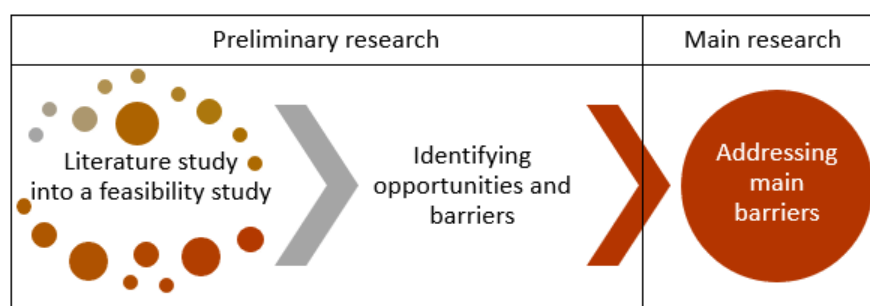 Preliminary research
Main research
Literature study
into a feasibility study
Identifying
opportunities and
barriers
Addressing
main
barriers